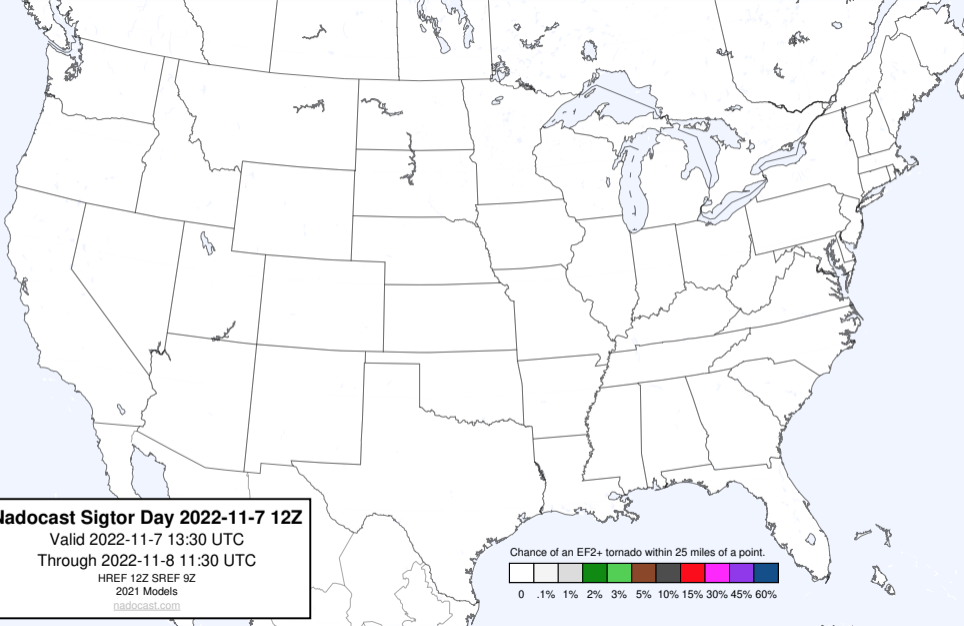 Nadocast Sigtor Day 2022-11-7 12Z
Valid 2022-11-7 13:30 UTC
Through 2022-11-8 11:30 UTC
HREF 12Z SREF 9Z
2021 Models
nadocast.com
Chance of an EF2+ tornado within 25 miles of a point.
0 .1% 1% 2% 3% 5% 10% 15% 30% 45% 60%